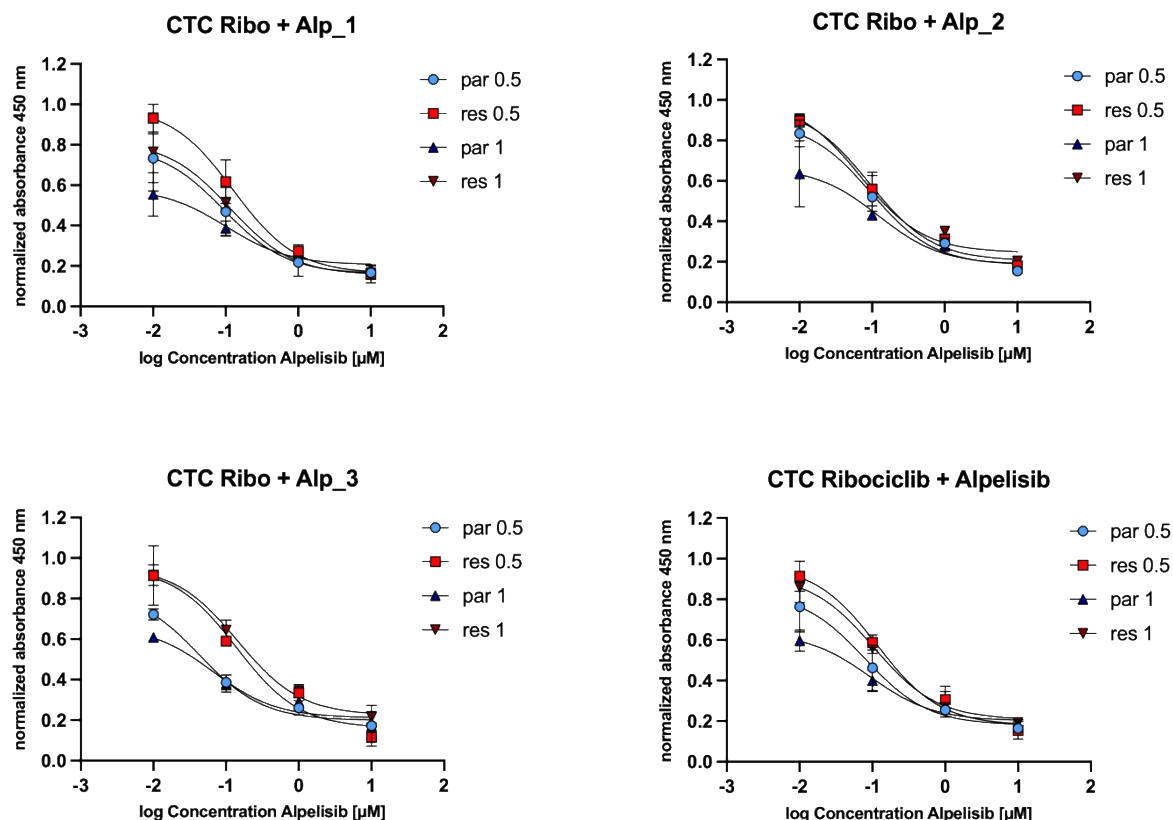 CTC Ribo + Alp_1
normalized absorbance 450 nm
1.2
1.0
0.8
0.6
0.4
0.2
0.0
-3
-2
-1
0
1
2
log Concentration Alpelisib [µM]
par 0.5
res 0.5
par 1
res 1
CTC Ribo + Alp_2
normalized absorbance 450 nm
1.2
1.0
0.8
0.6
0.4
0.2
0.0
-3
-2
-1
0
1
2
log Concentration Alpelisib [µM]
par 0.5
res 0.5
par 1
res 1
CTC Ribo + Alp_3
normalized absorbance 450 nm
1.2
1.0
0.8
0.6
0.4
0.2
0.0
-3
-2
-1
0
1
2
log Concentration Alpelisib [µM]
par 0.5
res 0.5
par 1
res 1
CTC Ribociclib + Alpelisib
normalized absorbance 450 nm
1.2
1.0
0.8
0.6
0.4
0.2
0.0
-3
-2
-1
0
1
2
log Concentration Alpelisib [µM]
par 0.5
res 0.5
par 1
res 1